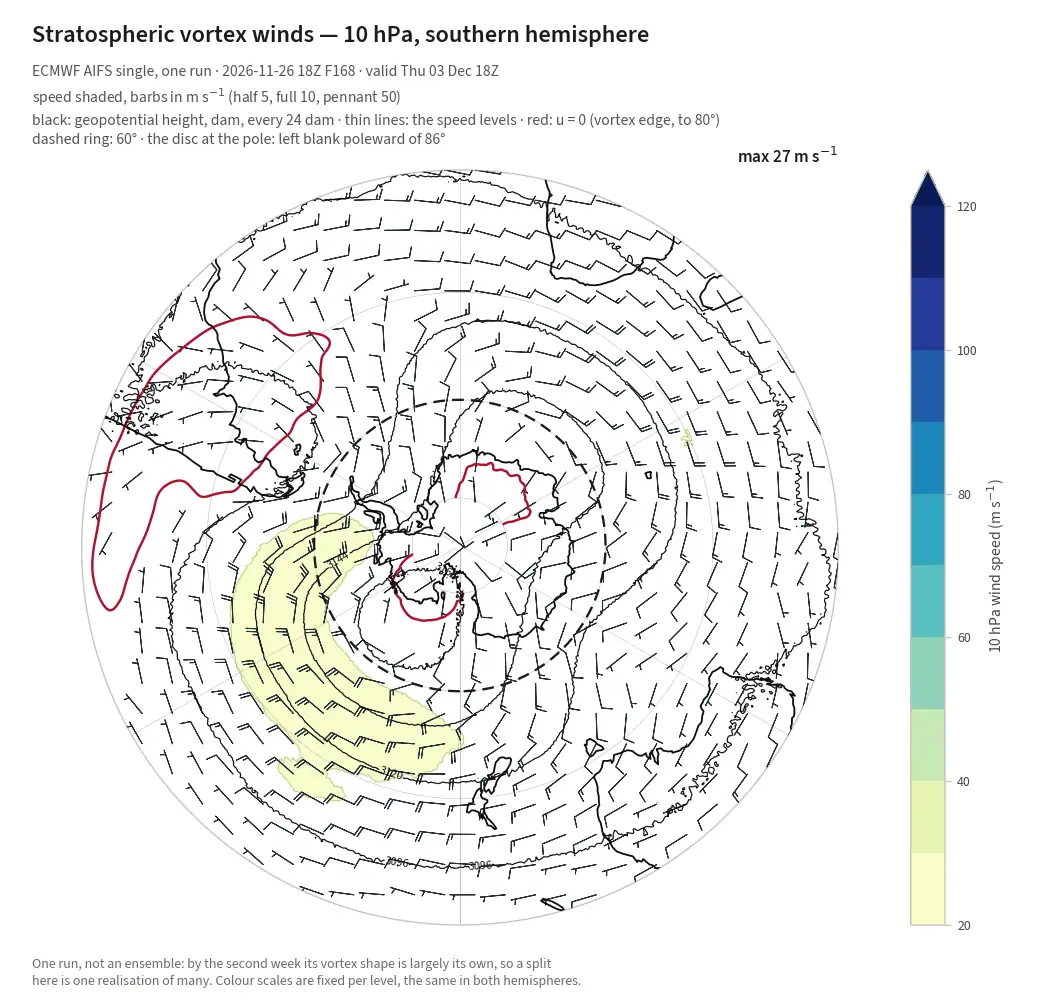 Stratospheric vortex winds — 10 hPa, southern hemisphere
ECMWF AIFS single, one run · 2026-11-26 18Z F168 · valid Thu 03 Dec 18Z
speed shaded, barbs in m s⁻¹ (half 5, full 10, pennant 50)
black: geopotential height, dam, every 24 dam · thin lines: the speed levels · red: u = 0 (vortex edge, to 80°)
dashed ring: 60° · the disc at the pole: left blank poleward of 86°
max 27 m s⁻¹
120
100
80
60
40
20
10 hPa wind speed (m s⁻¹)
3144
3120
3096
3096
One run, not an ensemble: by the second week its vortex shape is largely its own, so a split
here is one realisation of many. Colour scales are fixed per level, the same in both hemispheres.